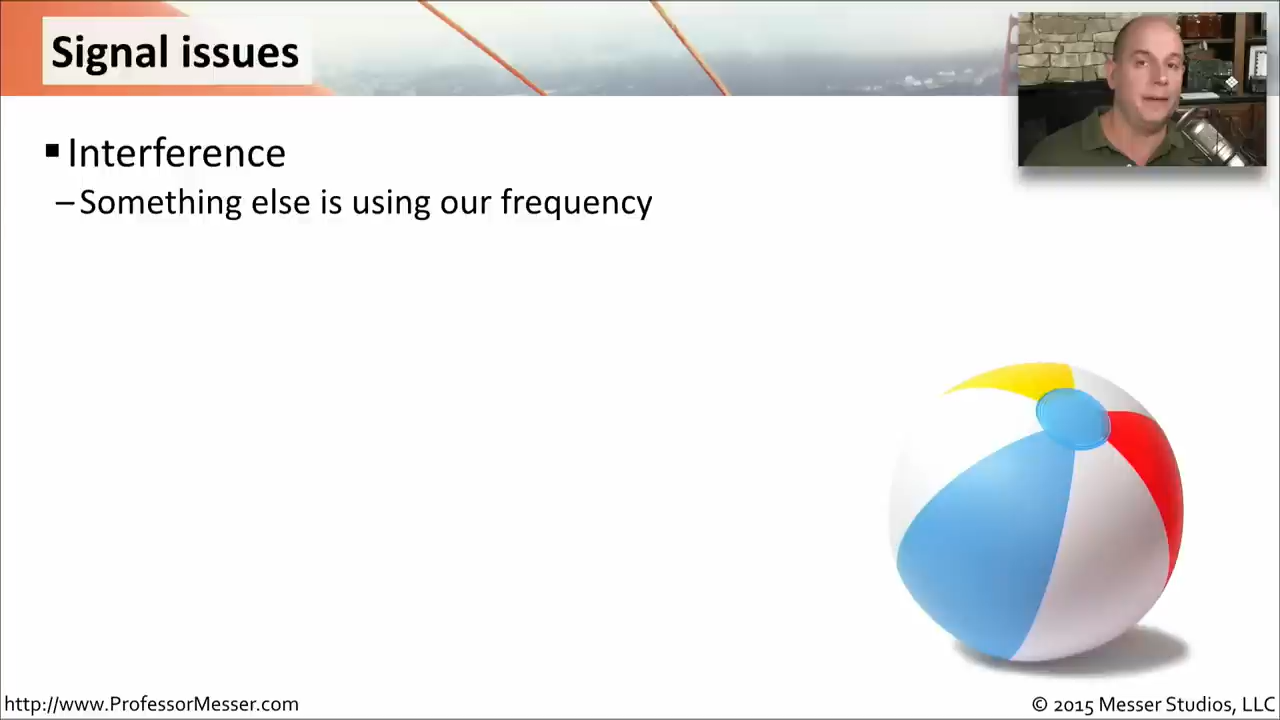 Signal issues
▪ Interference
– Something else is using our frequency
http://www.ProfessorMesser.com
© 2015 Messer Studios, LLC